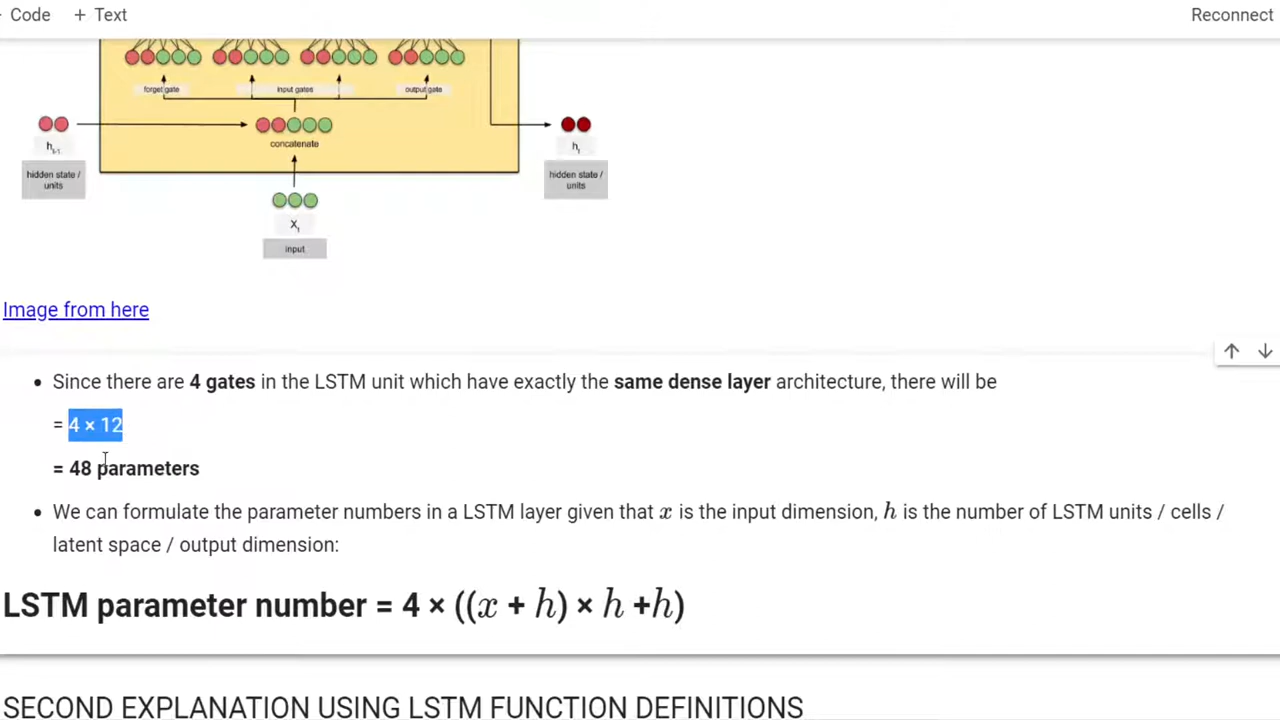 Code + Text Reconnect
forget gate input gates output gate
concatenate
hₜ₋₁ hₜ
hidden state / hidden state /
units units
Xₜ
input
Image from here
• Since there are 4 gates in the LSTM unit which have exactly the same dense layer architecture, there will be
= 4 × 12
= 48 parameters
• We can formulate the parameter numbers in a LSTM layer given that x is the input dimension, h is the number of LSTM units / cells /
latent space / output dimension:
LSTM parameter number = 4 × ((x + h) × h +h)
SECOND EXPLANATION USING LSTM FUNCTION DEFINITIONS